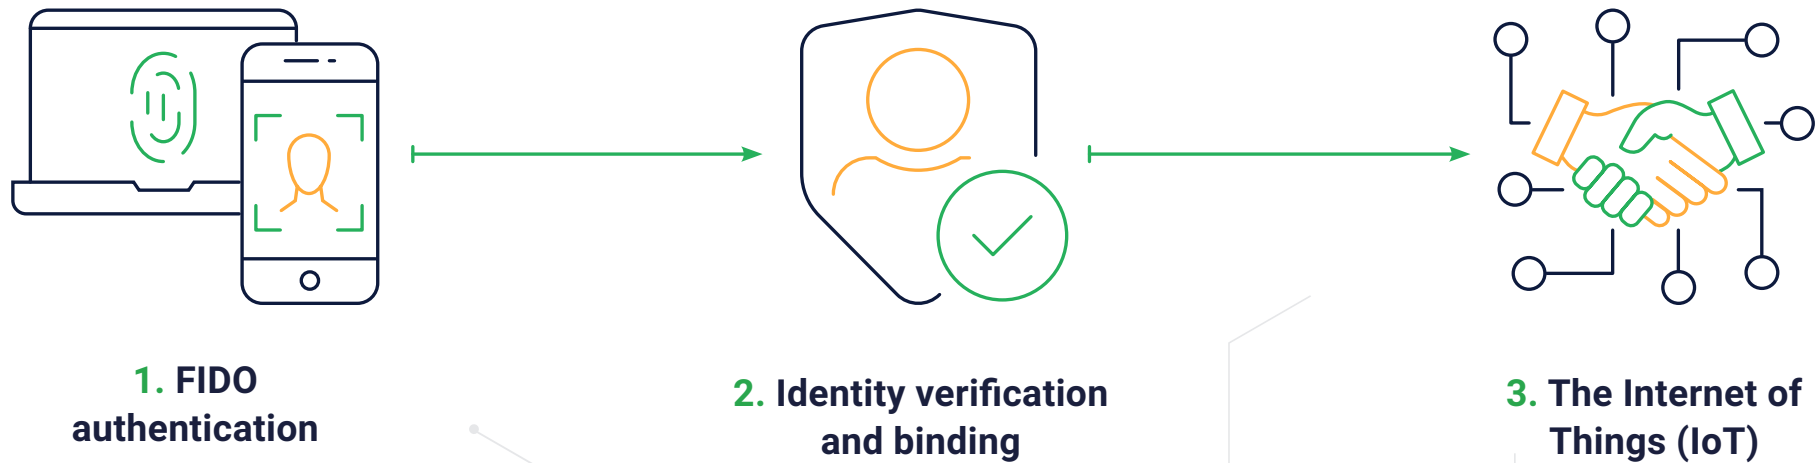 1. FIDO
authentication
2. Identity verification
and binding
3. The Internet of
Things (IoT)